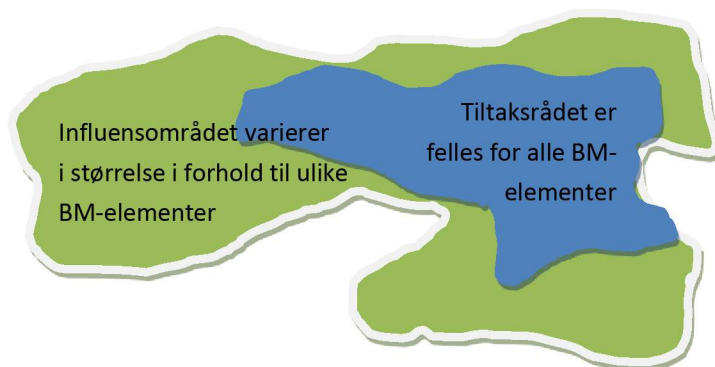 Influensområdet varierer
i størrelse i forhold til ulike
BM-elementer
Tiltaksrådet er
felles for alle BM-
elementer